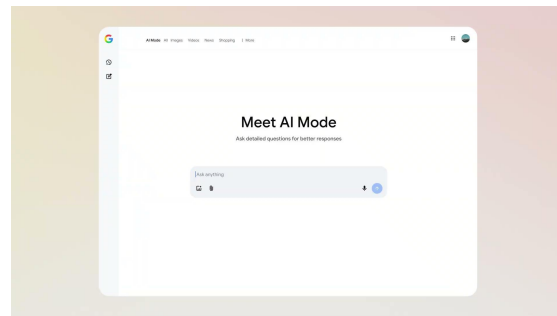 AI Mode All Images Videos News Shopping More
Meet AI Mode
Ask detailed questions for better responses
Ask anything